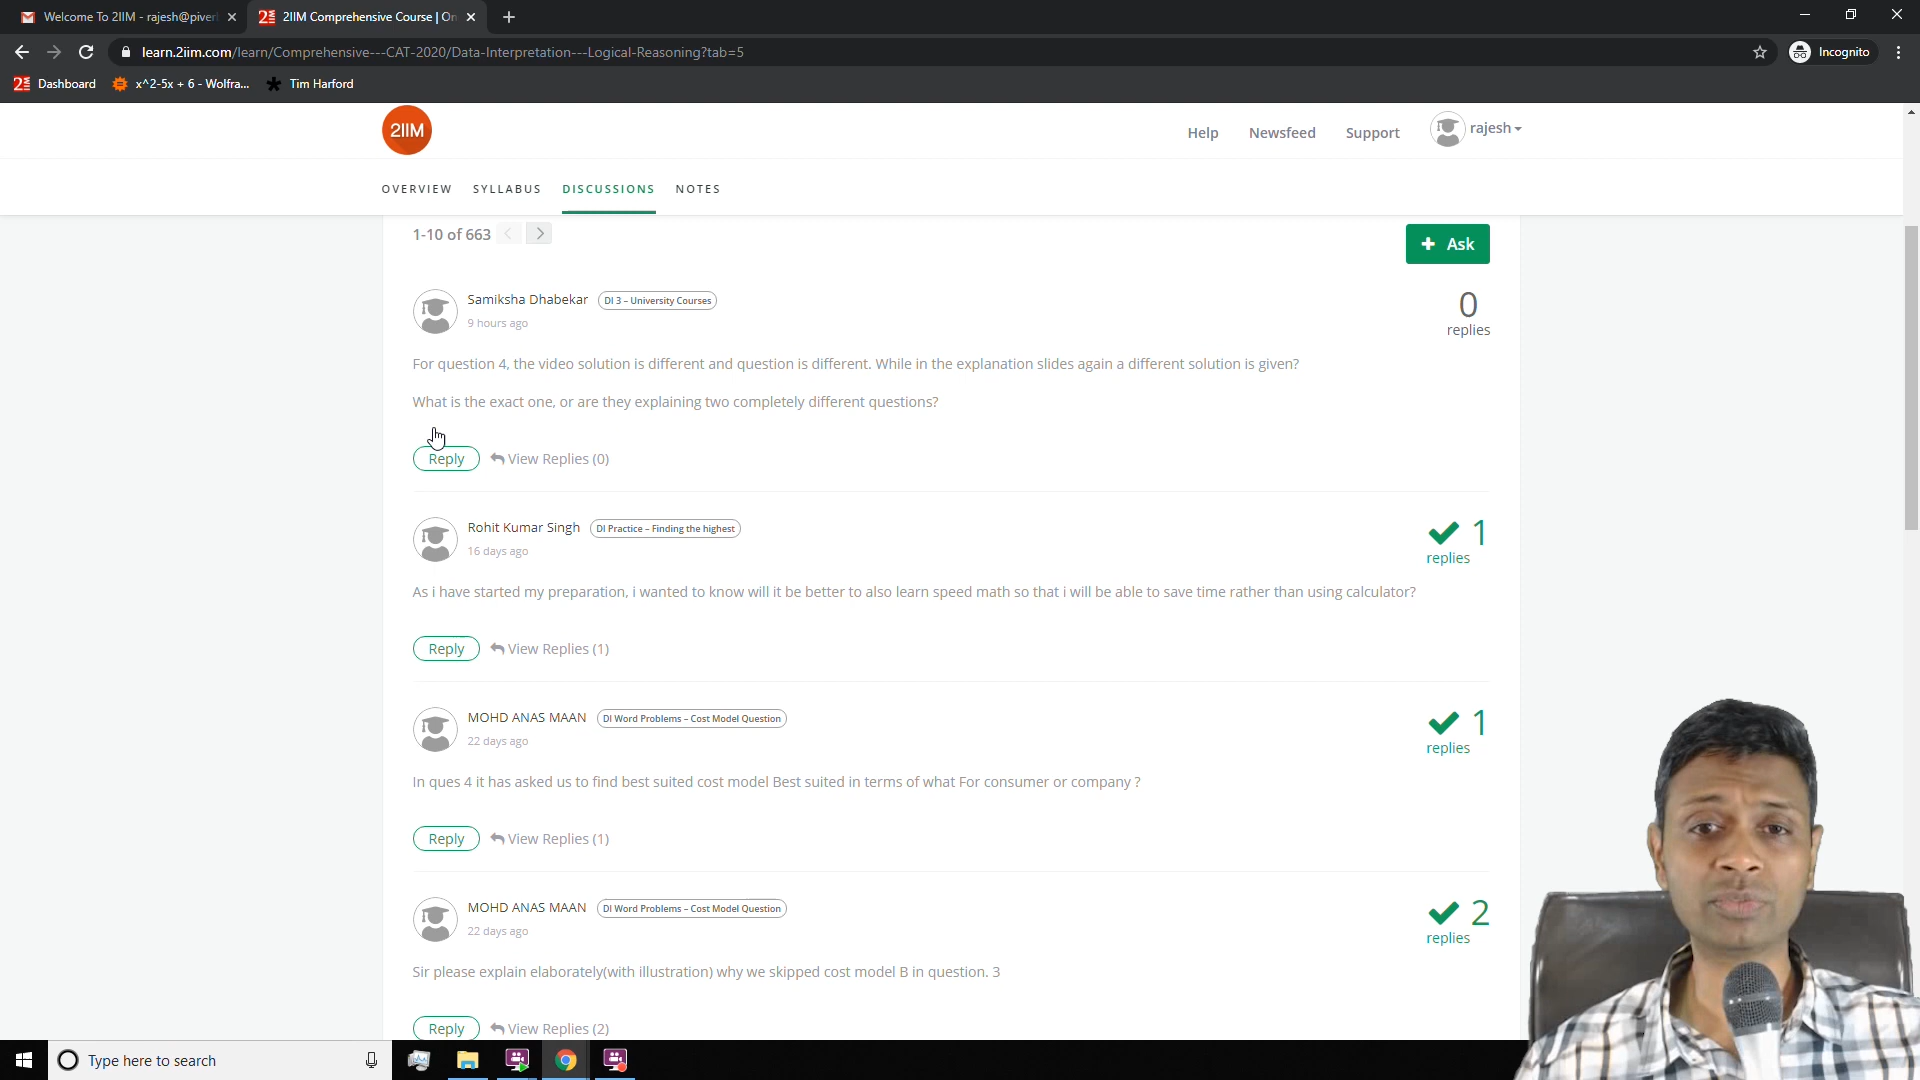 Welcome To 2IIM - rajesh@piver
2IIM Comprehensive Course | On
learn.2iim.com/learn/Comprehensive---CAT-2020/Data-Interpretation---Logical-Reasoning?tab=5
Incognito
Dashboard
x^2-5x + 6 - Wolfra...
Tim Harford
2IIM
Help
Newsfeed
Support
rajesh
OVERVIEW
SYLLABUS
DISCUSSIONS
NOTES
1-10 of 663
+ Ask
Samiksha Dhabekar
DI 3 – University Courses
9 hours ago
0
replies
For question 4, the video solution is different and question is different. While in the explanation slides again a different solution is given?
What is the exact one, or are they explaining two completely different questions?
Reply
View Replies (0)
Rohit Kumar Singh
DI Practice – Finding the highest
16 days ago
1
replies
As i have started my preparation, i wanted to know will it be better to also learn speed math so that i will be able to save time rather than using calculator?
Reply
View Replies (1)
MOHD ANAS MAAN
DI Word Problems – Cost Model Question
22 days ago
1
replies
In ques 4 it has asked us to find best suited cost model Best suited in terms of what For consumer or company ?
Reply
View Replies (1)
MOHD ANAS MAAN
DI Word Problems – Cost Model Question
22 days ago
2
replies
Sir please explain elaborately(with illustration) why we skipped cost model B in question. 3
Reply
View Replies (2)
Type here to search